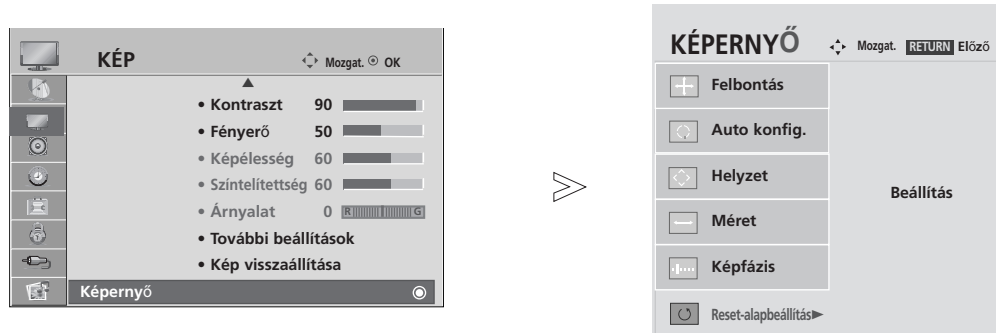 KÉP
Mozgat. OK
• Kontraszt 90
• Fényerő 50
• Képélesség 60
• Színtelítettség 60
• Árnyalat 0 R G
• További beállítások
• Kép visszaállítása
Képernyő
KÉPERNYŐ
Mozgat. RETURN Előző
Felbontás
Auto konfig.
Helyzet
Méret
Képfázis
Reset-alapbeállítás►
Beállítás